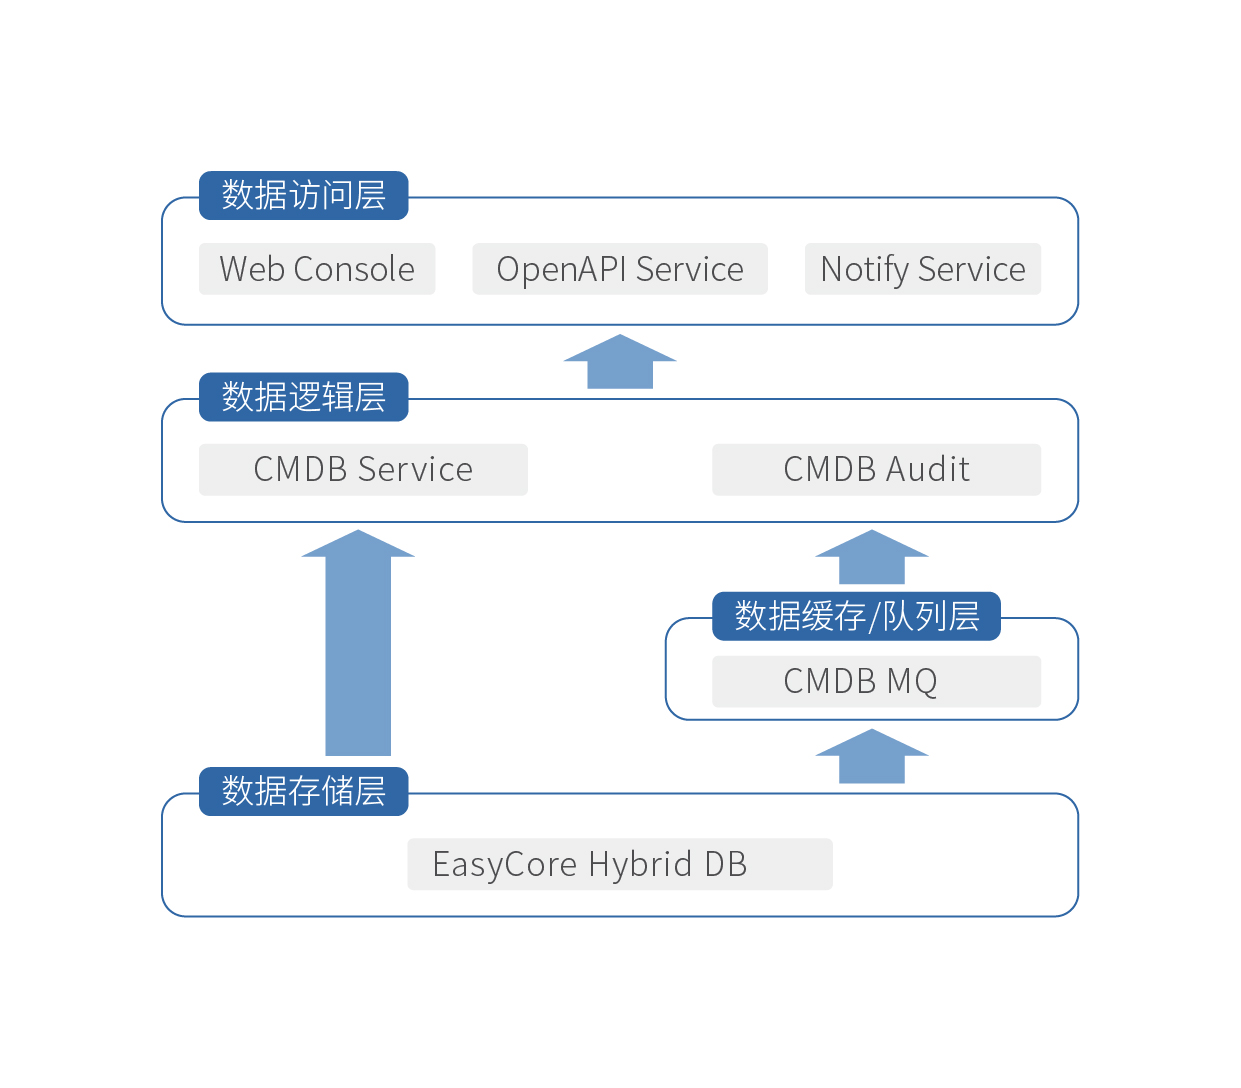 数据访问层
Web Console
OpenAPI Service
Notify Service
数据逻辑层
CMDB Service
CMDB Audit
数据缓存/队列层
CMDB MQ
数据存储层
EasyCore Hybrid DB